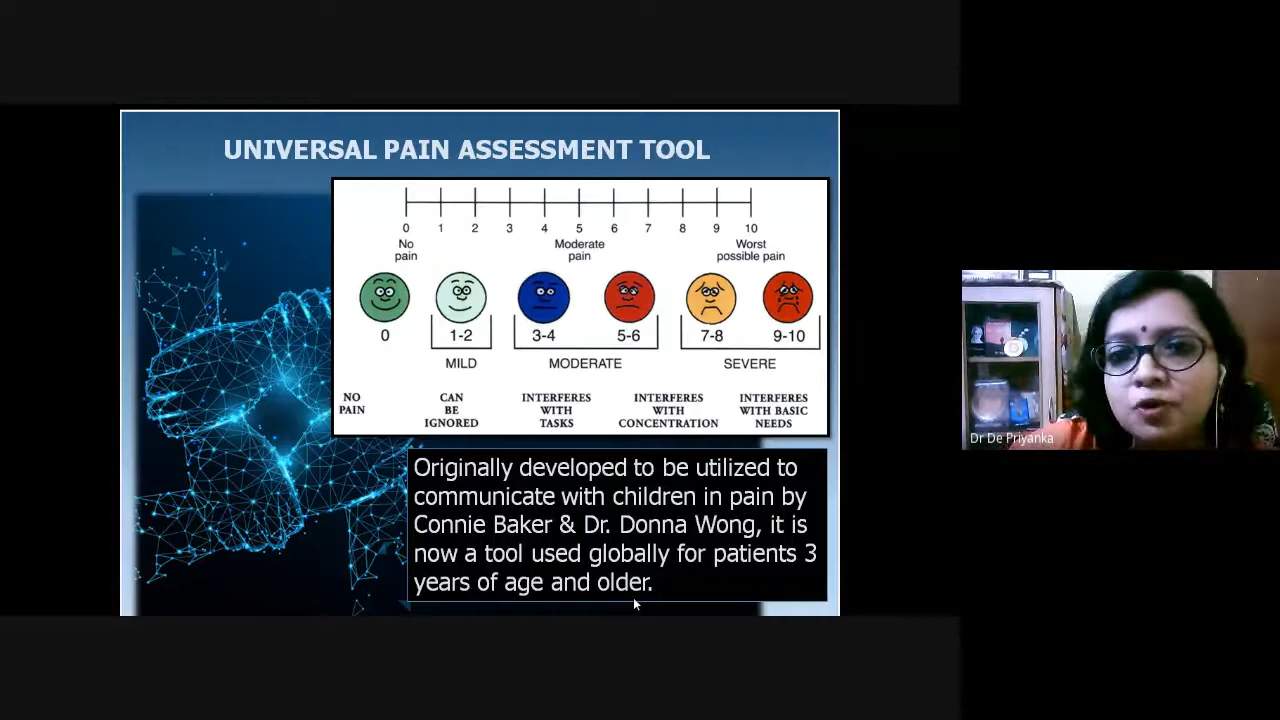 UNIVERSAL PAIN ASSESSMENT TOOL
0 1 2 3 4 5 6 7 8 9 10
No pain
Moderate pain
Worst possible pain
0 1-2 3-4 5-6 7-8 9-10
MILD MODERATE SEVERE
NO PAIN
CAN BE IGNORED
INTERFERES WITH TASKS
INTERFERES WITH CONCENTRATION
INTERFERES WITH BASIC NEEDS
Originally developed to be utilized to
communicate with children in pain by
Connie Baker & Dr. Donna Wong, it is
now a tool used globally for patients 3
years of age and older.
Dr De Priyanka